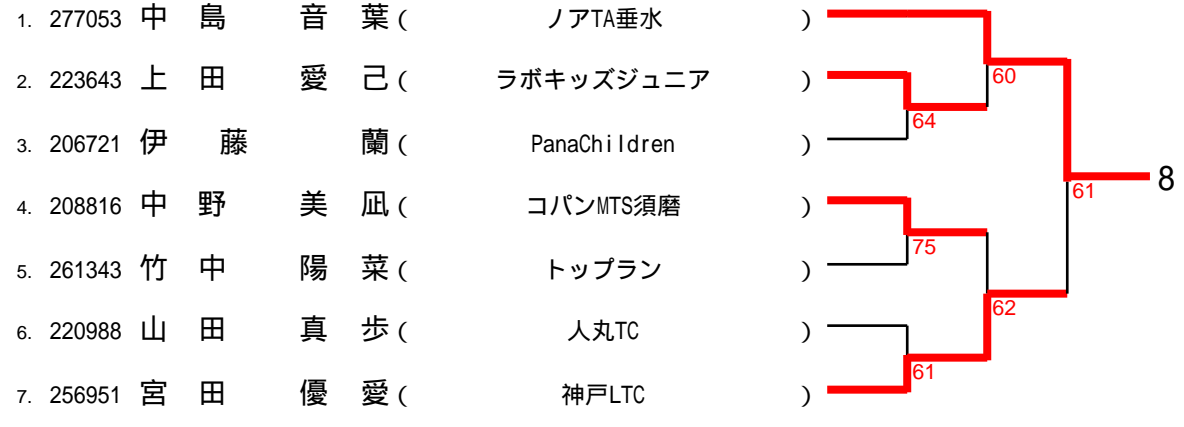 1. 277053 中 島 音 葉 ( ノアTA垂水 )
60
2. 223643 上 田 愛 己 ( ラボキッズジュニア )
64
3. 206721 伊 藤 蘭 ( PanaChildren )
61 8
4. 208816 中 野 美 凪 ( コパンMTS須磨 )
75
5. 261343 竹 中 陽 菜 ( トップラン )
62
6. 220988 山 田 真 歩 ( 人丸TC )
61
7. 256951 宮 田 優 愛 ( 神戸LTC )